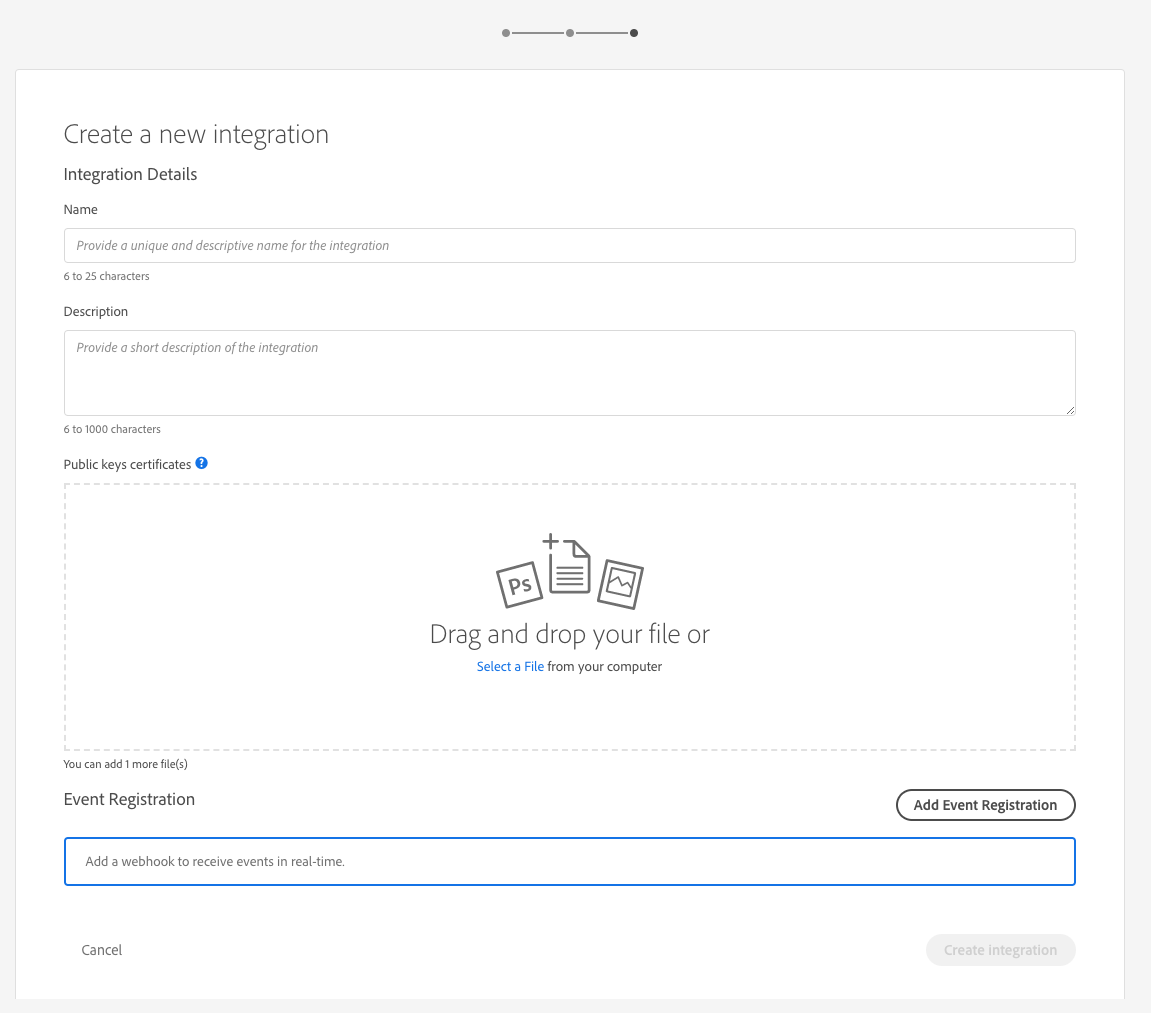 Create a new integration
Integration Details
Name
Provide a unique and descriptive name for the integration
6 to 25 characters
Description
Provide a short description of the integration
6 to 1000 characters
Public keys certificates ?
Ps
Drag and drop your file or
Select a File from your computer
You can add 1 more file(s)
Event Registration
Add Event Registration
Add a webhook to receive events in real-time.
Cancel
Create integration